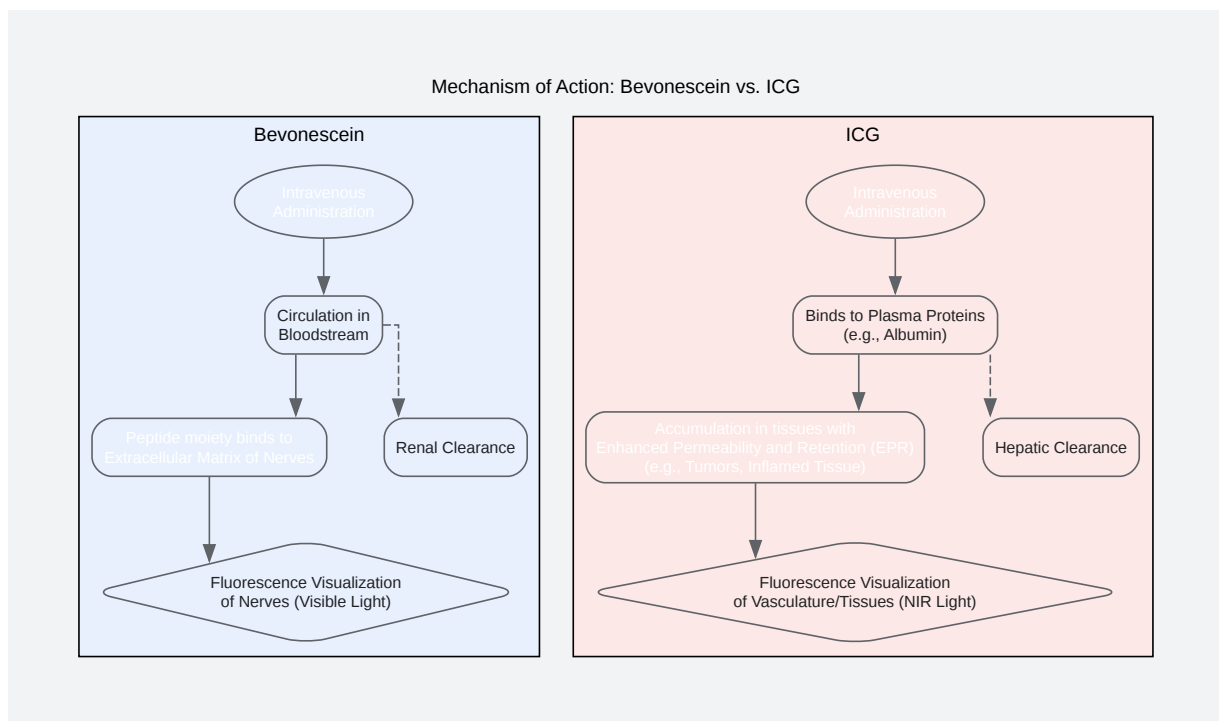 Mechanism of Action: Bevonescein vs. ICG
Bevonescein
Intravenous
Administration
Circulation in
Bloodstream
Peptide moiety binds to
Extracellular Matrix of Nerves
Renal Clearance
Fluorescence Visualization
of Nerves (Visible Light)
ICG
Intravenous
Administration
Binds to Plasma Proteins
(e.g., Albumin)
Accumulation in tissues with
Enhanced Permeability and Retention (EPR)
(e.g., Tumors, Inflamed Tissue)
Hepatic Clearance
Fluorescence Visualization
of Vasculature/Tissues (NIR Light)